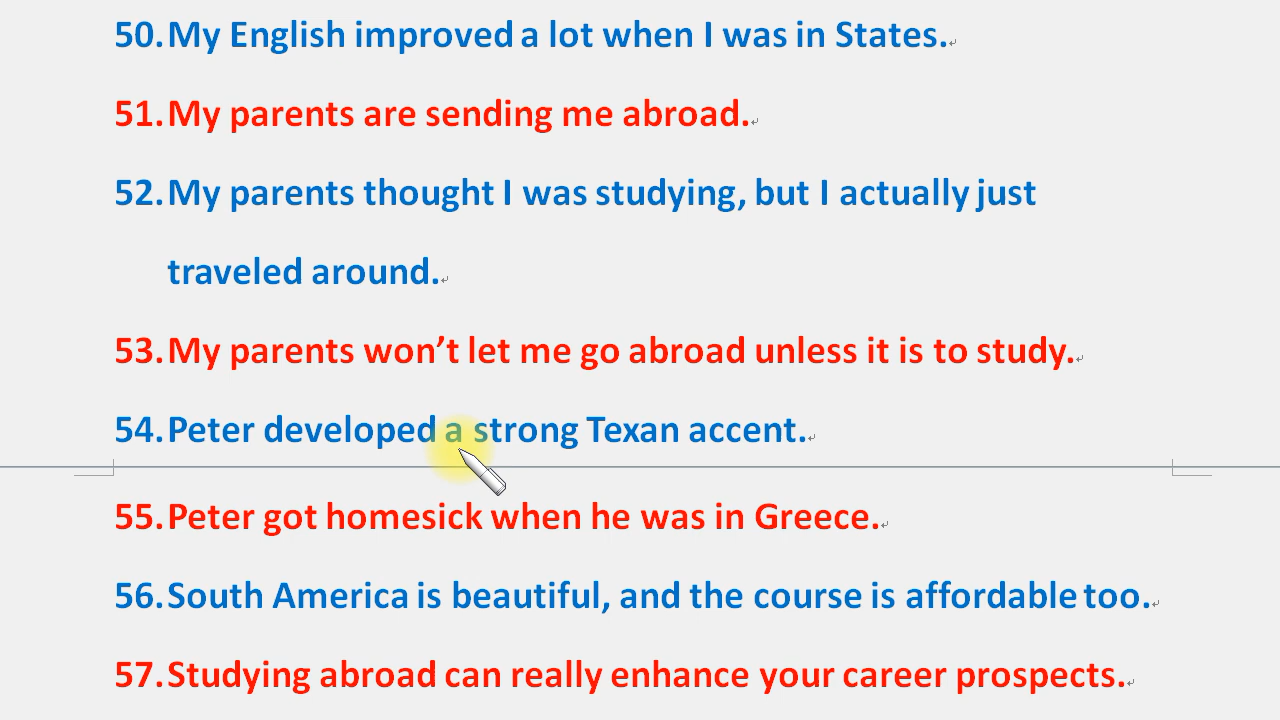 50. My English improved a lot when I was in States.
51. My parents are sending me abroad.
52. My parents thought I was studying, but I actually just
traveled around.
53. My parents won’t let me go abroad unless it is to study.
54. Peter developed a strong Texan accent.
55. Peter got homesick when he was in Greece.
56. South America is beautiful, and the course is affordable too.
57. Studying abroad can really enhance your career prospects.